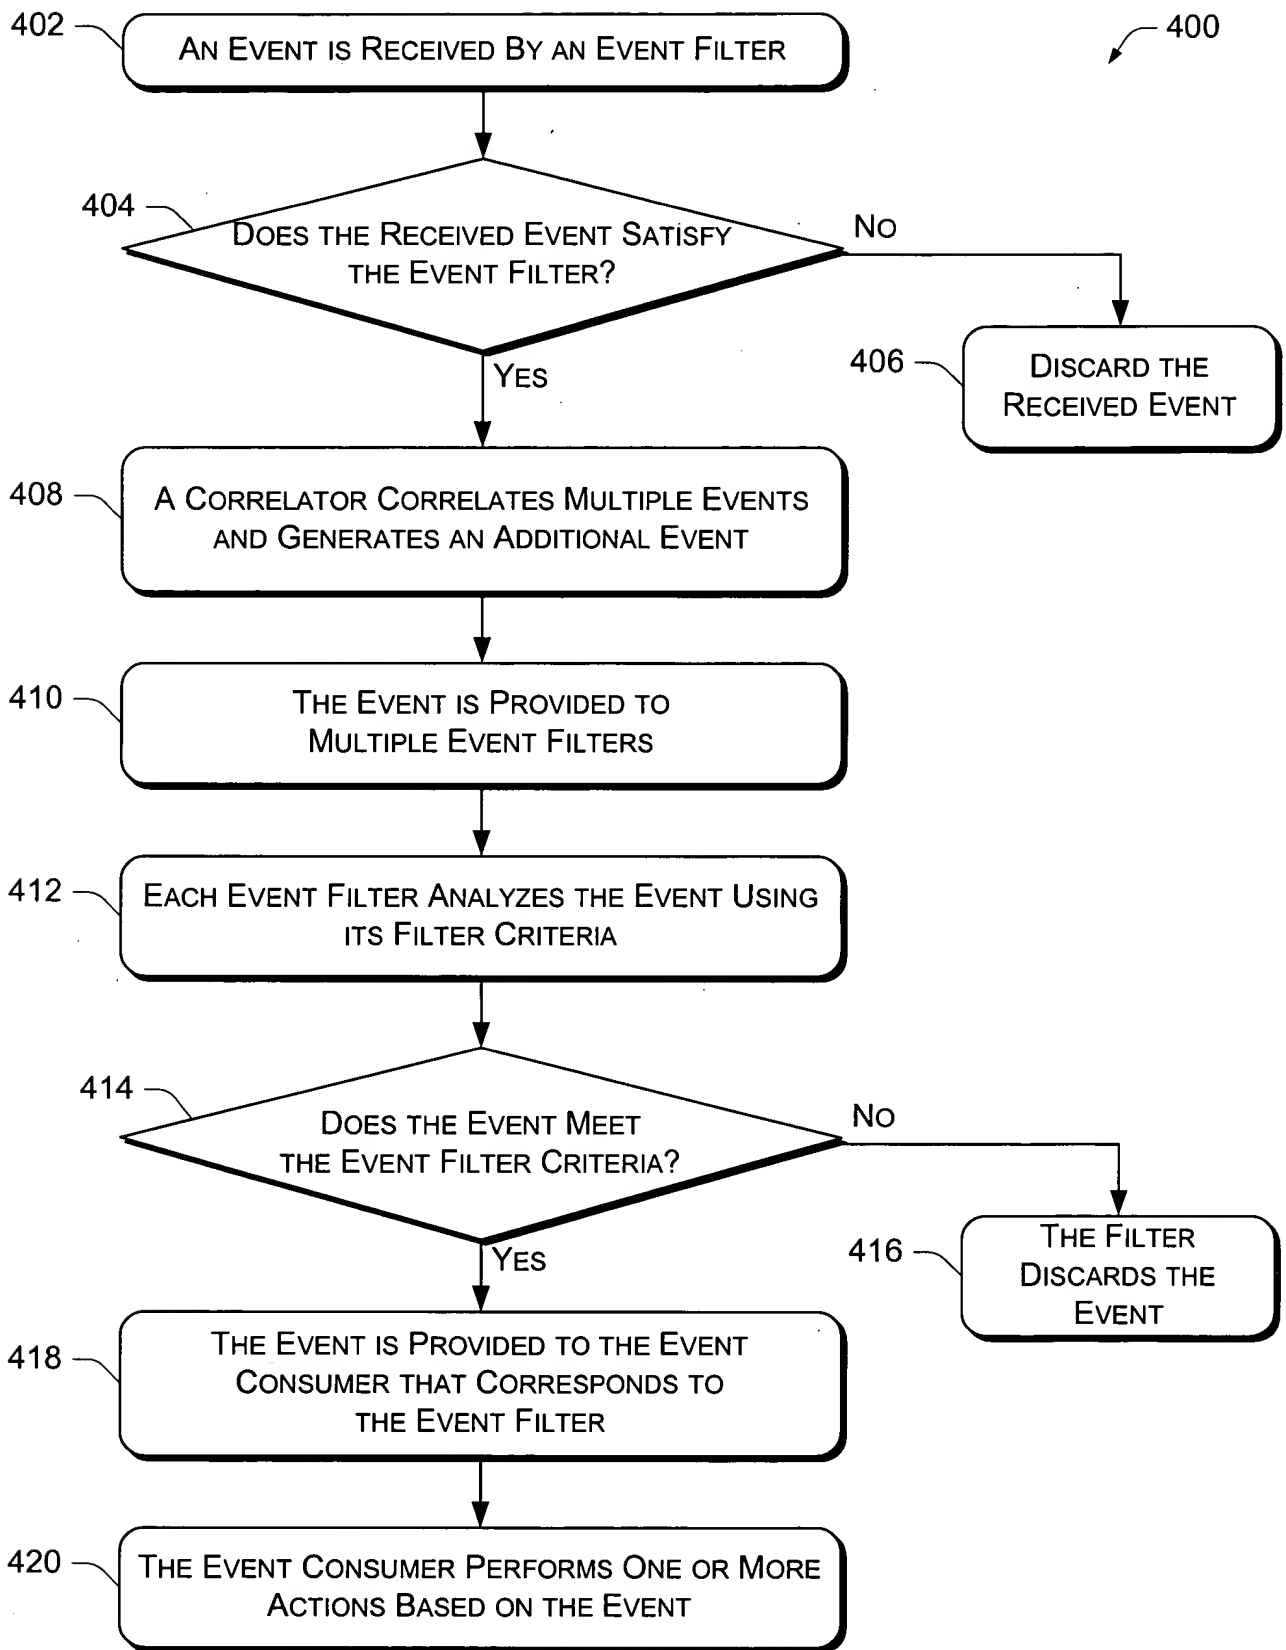 402
AN EVENT IS RECEIVED BY AN EVENT FILTER
400
404
DOES THE RECEIVED EVENT SATISFY
THE EVENT FILTER?
NO
YES
406
DISCARD THE
RECEIVED EVENT
408
A CORRELATOR CORRELATES MULTIPLE EVENTS
AND GENERATES AN ADDITIONAL EVENT
410
THE EVENT IS PROVIDED TO
MULTIPLE EVENT FILTERS
412
EACH EVENT FILTER ANALYZES THE EVENT USING
ITS FILTER CRITERIA
414
DOES THE EVENT MEET
THE EVENT FILTER CRITERIA?
NO
YES
416
THE FILTER
DISCARDS THE
EVENT
418
THE EVENT IS PROVIDED TO THE EVENT
CONSUMER THAT CORRESPONDS TO
THE EVENT FILTER
420
THE EVENT CONSUMER PERFORMS ONE OR MORE
ACTIONS BASED ON THE EVENT